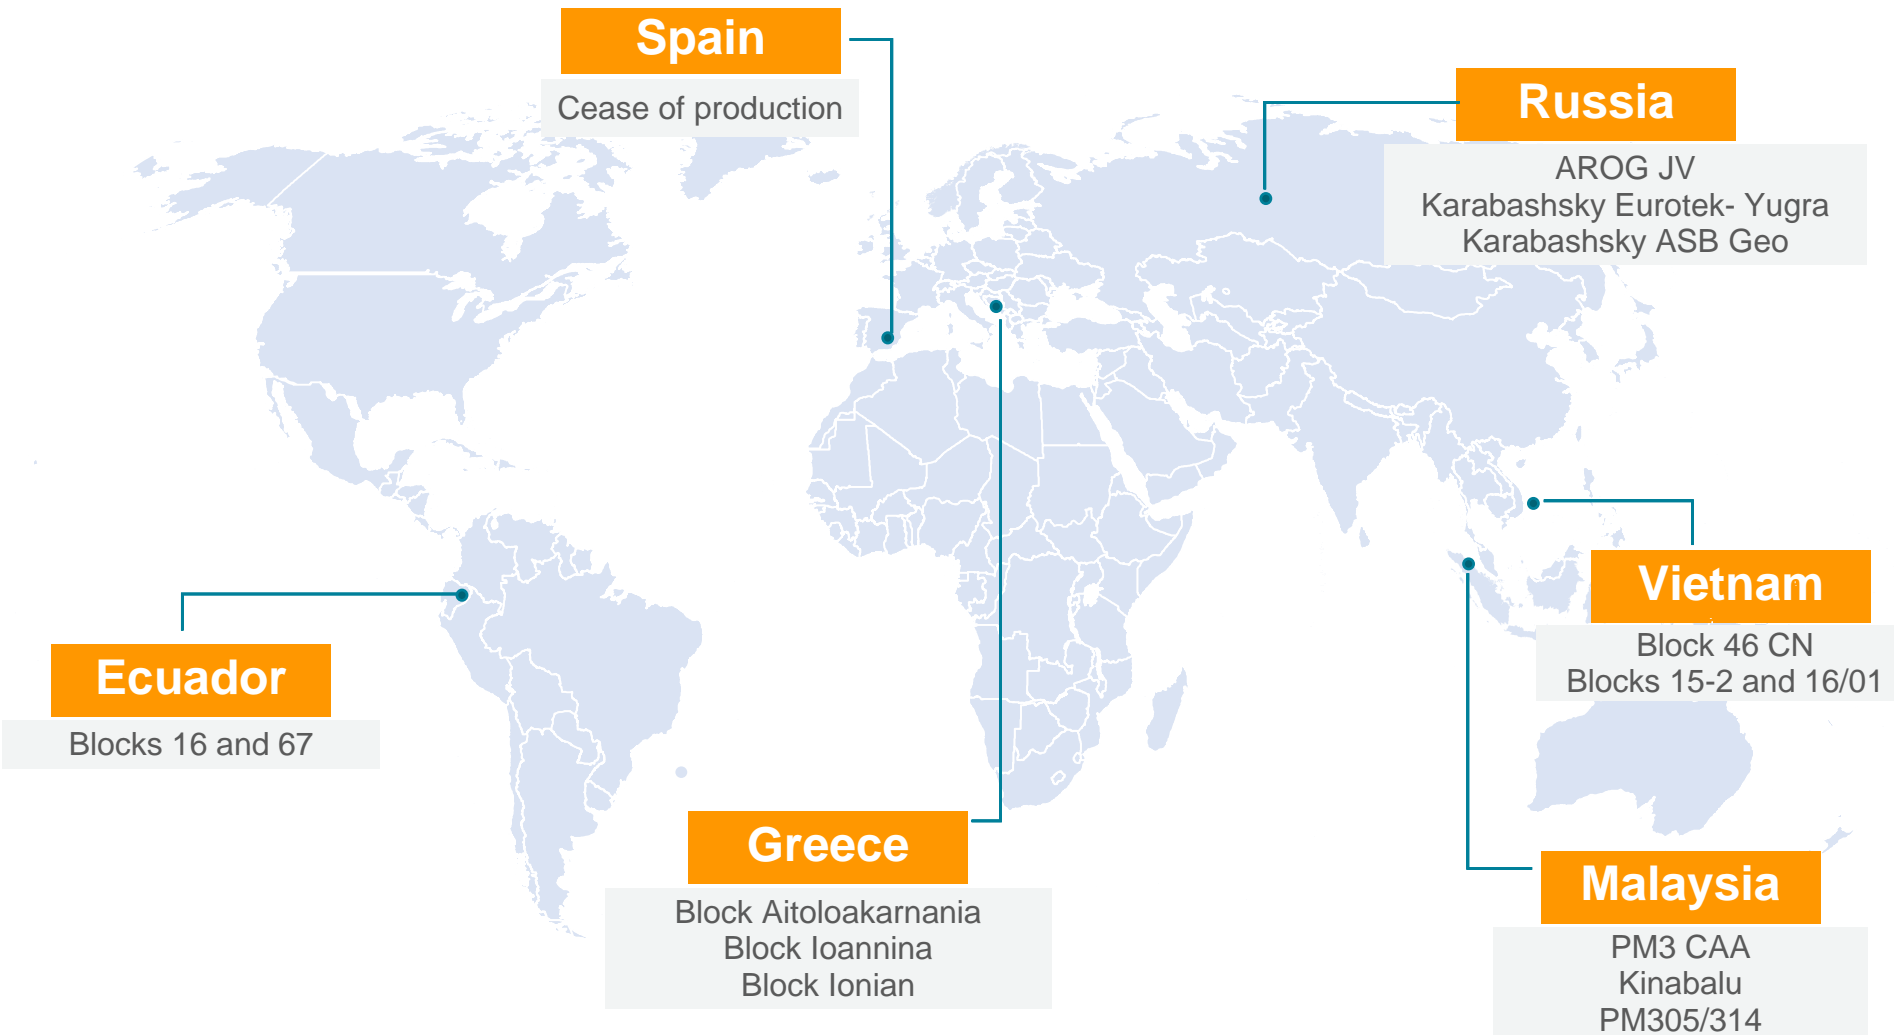 Spain
Cease of production
Russia
AROG JV
Karabashsky Eurotek- Yugra
Karabashsky ASB Geo
Vietnam
Block 46 CN
Blocks 15-2 and 16/01
Ecuador
Blocks 16 and 67
Greece
Block Aitoloakarnania
Block Ioannina
Block Ionian
Malaysia
PM3 CAA
Kinabalu
PM305/314